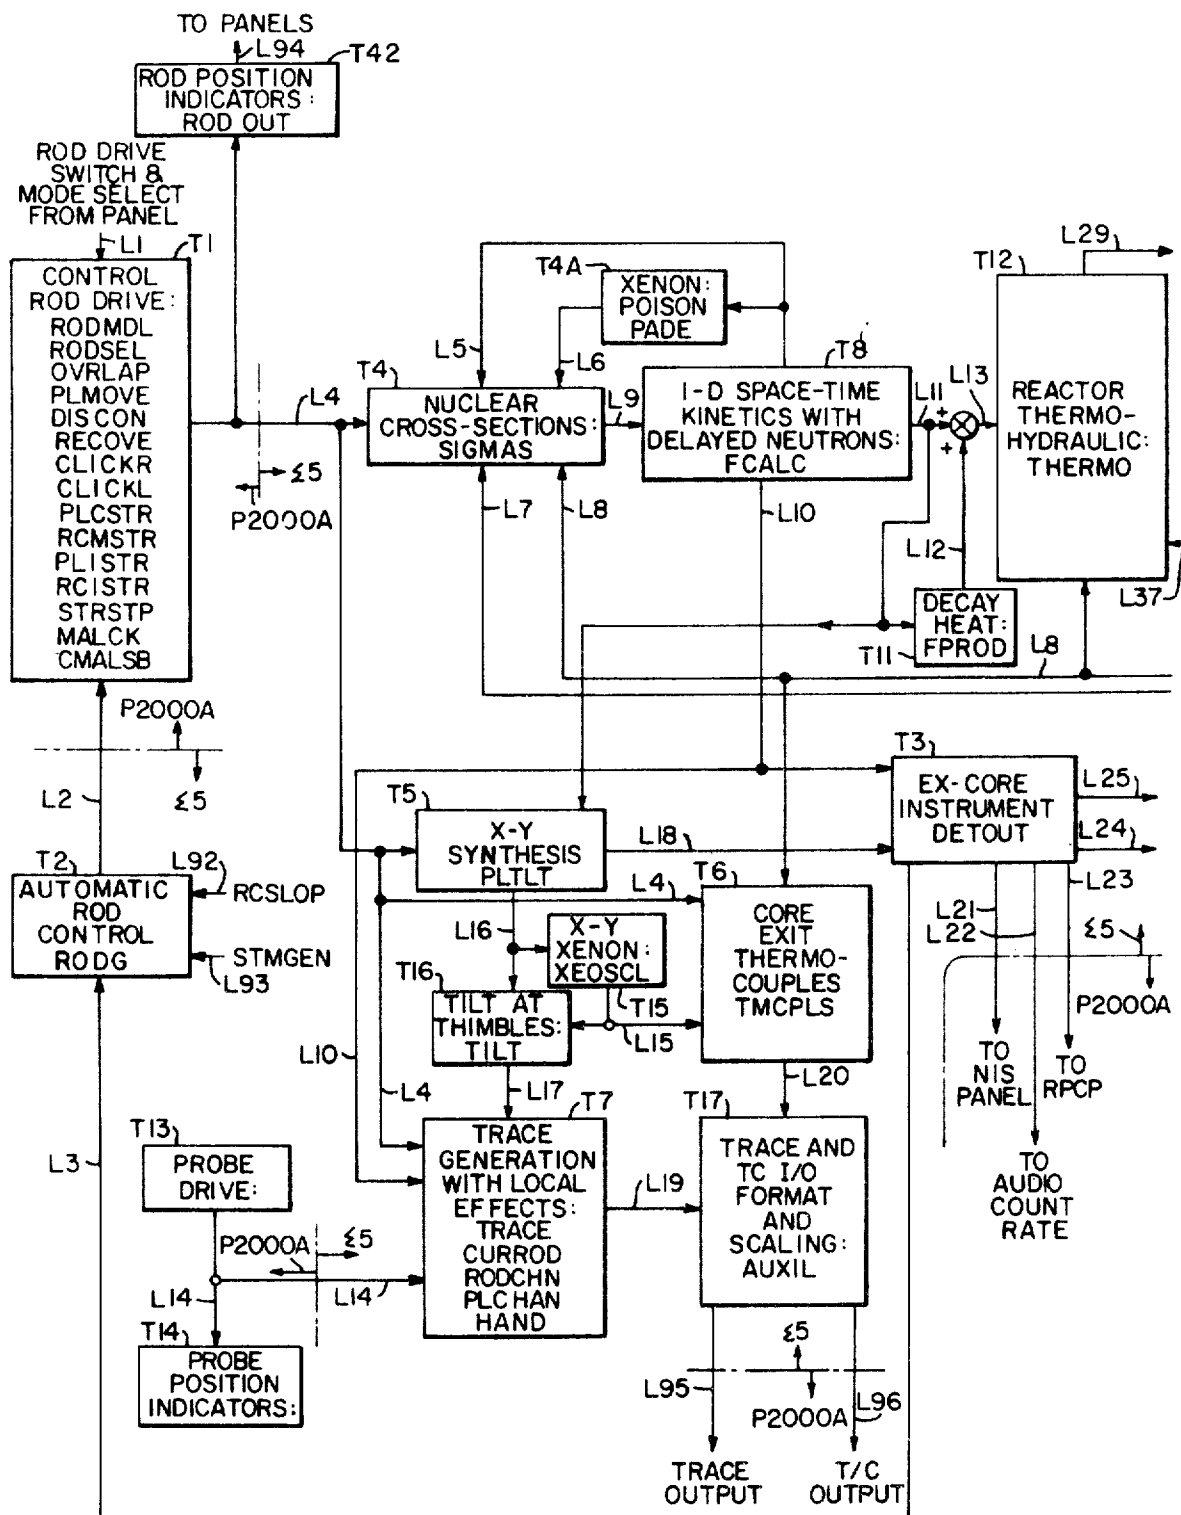 TO PANELS
L94
T42
ROD POSITION
INDICATORS:
ROD OUT
ROD DRIVE
SWITCH &
MODE SELECT
FROM PANEL
L1
T1
CONTROL
ROD DRIVE:
RODMDL
RODSEL
OVRLAP
PLMOVE
DISCON
RECOVE
CLICKR
CLICKL
PLCSTR
RCMSTR
PLISTR
RCISTR
STRSTP
MALCK
CMALSB
L4
Σ5
P2000A
T4A
XENON:
POISON
PADE
L5
L6
T4
NUCLEAR
CROSS-SECTIONS:
SIGMAS
L9
T8
1-D SPACE-TIME
KINETICS WITH
DELAYED NEUTRONS:
FCALC
L11
+
+
L13
T12
L29
REACTOR
THERMO-
HYDRAULIC:
THERMO
L37
L7
L8
L10
L12
DECAY
HEAT:
FPROD
T11
L8
P2000A
Σ5
L2
T2
AUTOMATIC
ROD
CONTROL
RODG
L92
RCSLOP
STMGEN
L93
L3
T5
X-Y
SYNTHESIS
PLTLT
L18
T3
EX-CORE
INSTRUMENT
DETOUT
L25
L24
L23
L21
L22
Σ5
P2000A
TO
NIS
PANEL
TO
RPCP
TO
AUDIO
COUNT
RATE
L16
X-Y
XENON:
XEOSCL
T15
L4
T6
CORE
EXIT
THERMO-
COUPLES
TMCPLS
T16
TILT AT
THIMBLES:
TILT
L15
L10
L4
L17
L20
T7
TRACE
GENERATION
WITH LOCAL
EFFECTS:
TRACE
CURROD
RODCHN
PLCHAN
HAND
L19
T17
TRACE AND
TC I/O
FORMAT
AND
SCALING:
AUXIL
T13
PROBE
DRIVE:
P2000A
Σ5
L14
L14
T14
PROBE
POSITION
INDICATORS:
Σ5
L95
P2000A
L96
TRACE
OUTPUT
T/C
OUTPUT